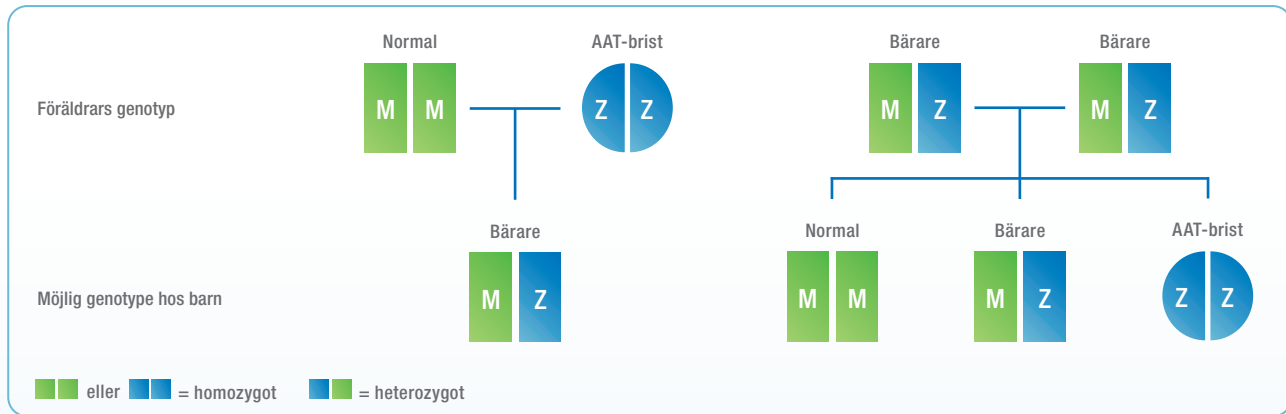 Normal AAT-brist Bärare Bärare
Föräldrars genotyp M M Z Z M Z M Z
Bärare Normal Bärare AAT-brist
Möjlig genotype hos barn M Z M M M Z Z Z
eller = homozygot = heterozygot